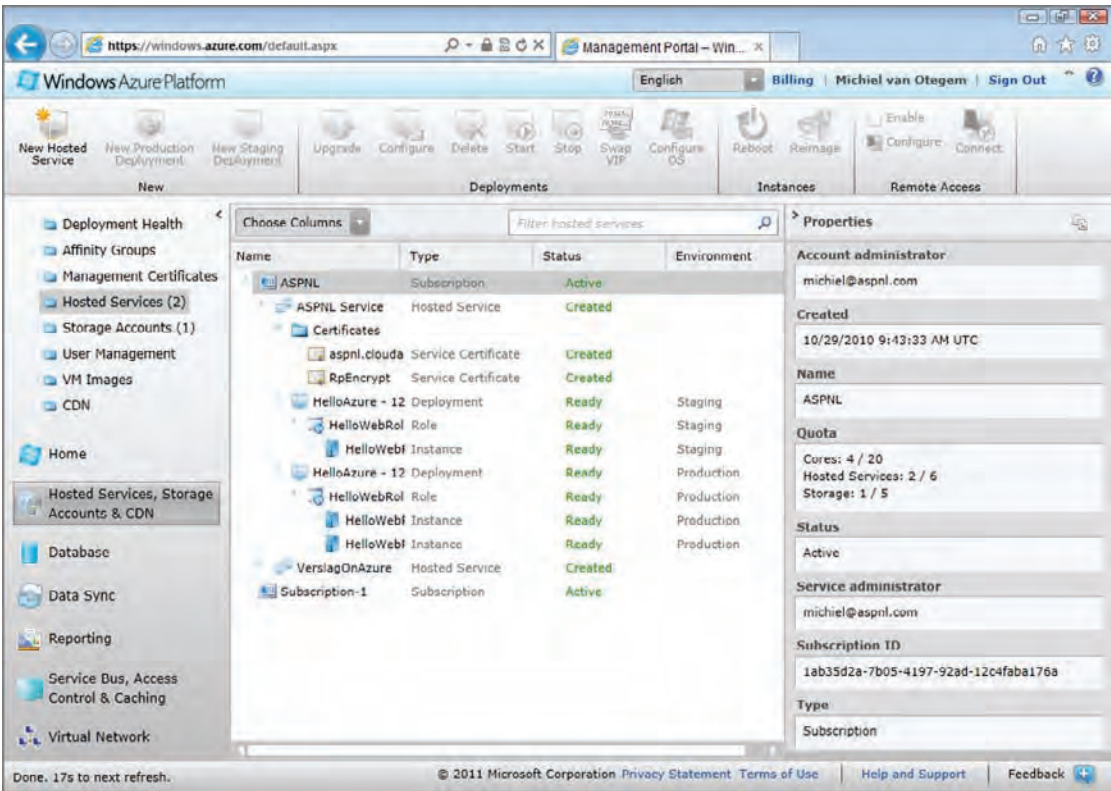 https://windows.azure.com/default.aspx
Management Portal – Win...
Windows Azure Platform
English
Billing | Michiel van Otegem | Sign Out
New Hosted Service
New Production Deployment
New Staging Deployment
Upgrade
Configure
Delete
Start
Stop
Swap VIP
Configure OS
Reboot
Reimage
Enable
Configure
Connect
New
Deployments
Instances
Remote Access
Deployment Health
Affinity Groups
Management Certificates
Hosted Services (2)
Storage Accounts (1)
User Management
VM Images
CDN
Home
Hosted Services, Storage
Accounts & CDN
Database
Data Sync
Reporting
Service Bus, Access
Control & Caching
Virtual Network
Choose Columns
Filter hosted services
Name Type Status Environment
ASPNL Subscription Active
ASPNL Service Hosted Service Created
Certificates
aspnl.clouda Service Certificate Created
RpEncrypt Service Certificate Created
HelloAzure - 12 Deployment Ready Staging
HelloWebRol Role Ready Staging
HelloWebF Instance Ready Staging
HelloAzure - 12 Deployment Ready Production
HelloWebRol Role Ready Production
HelloWebF Instance Ready Production
HelloWebF Instance Ready Production
VerslagOnAzure Hosted Service Created
Subscription-1 Subscription Active
Properties
Account administrator
michiel@aspnl.com
Created
10/29/2010 9:43:33 AM UTC
Name
ASPNL
Quota
Cores: 4 / 20
Hosted Services: 2 / 6
Storage: 1 / 5
Status
Active
Service administrator
michiel@aspnl.com
Subscription ID
1ab35d2a-7b05-4197-92ad-12c4faba176a
Type
Subscription
Done. 17s to next refresh.
© 2011 Microsoft Corporation Privacy Statement Terms of Use | Help and Support | Feedback